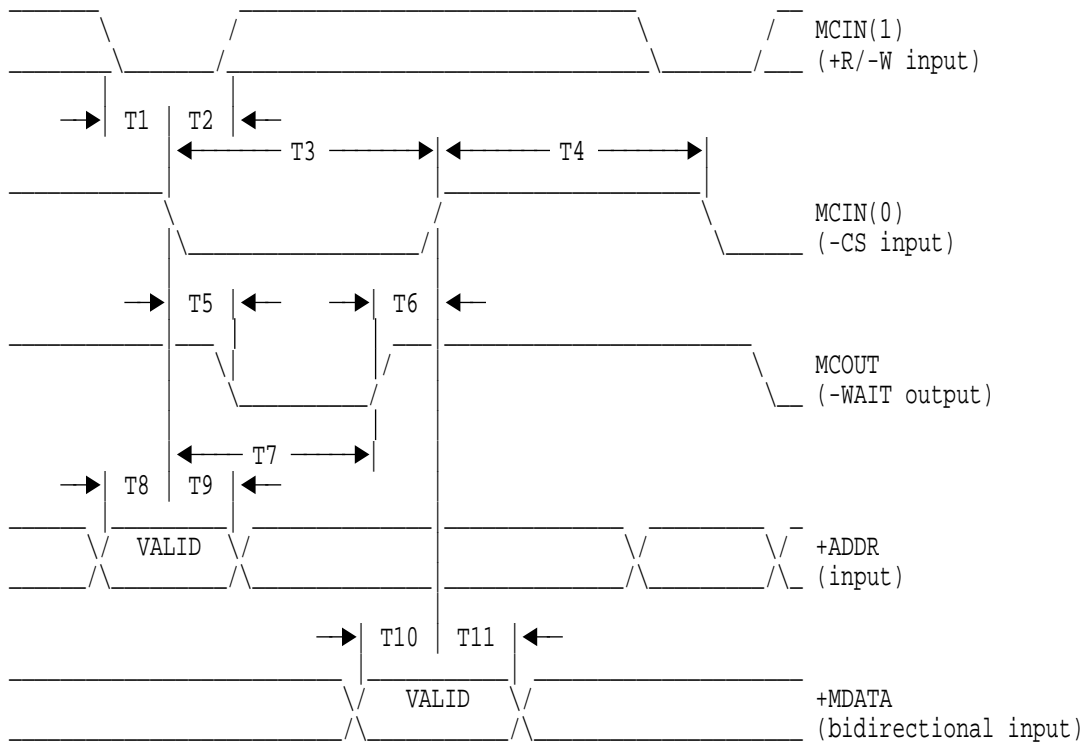 MCIN(1)
(+R/-W input)
T1 T2
T3 T4
MCIN(0)
(-CS input)
T5 T6
MCOUT
(-WAIT output)
T7
T8 T9
VALID +ADDR
(input)
T10 T11
VALID +MDATA
(bidirectional input)